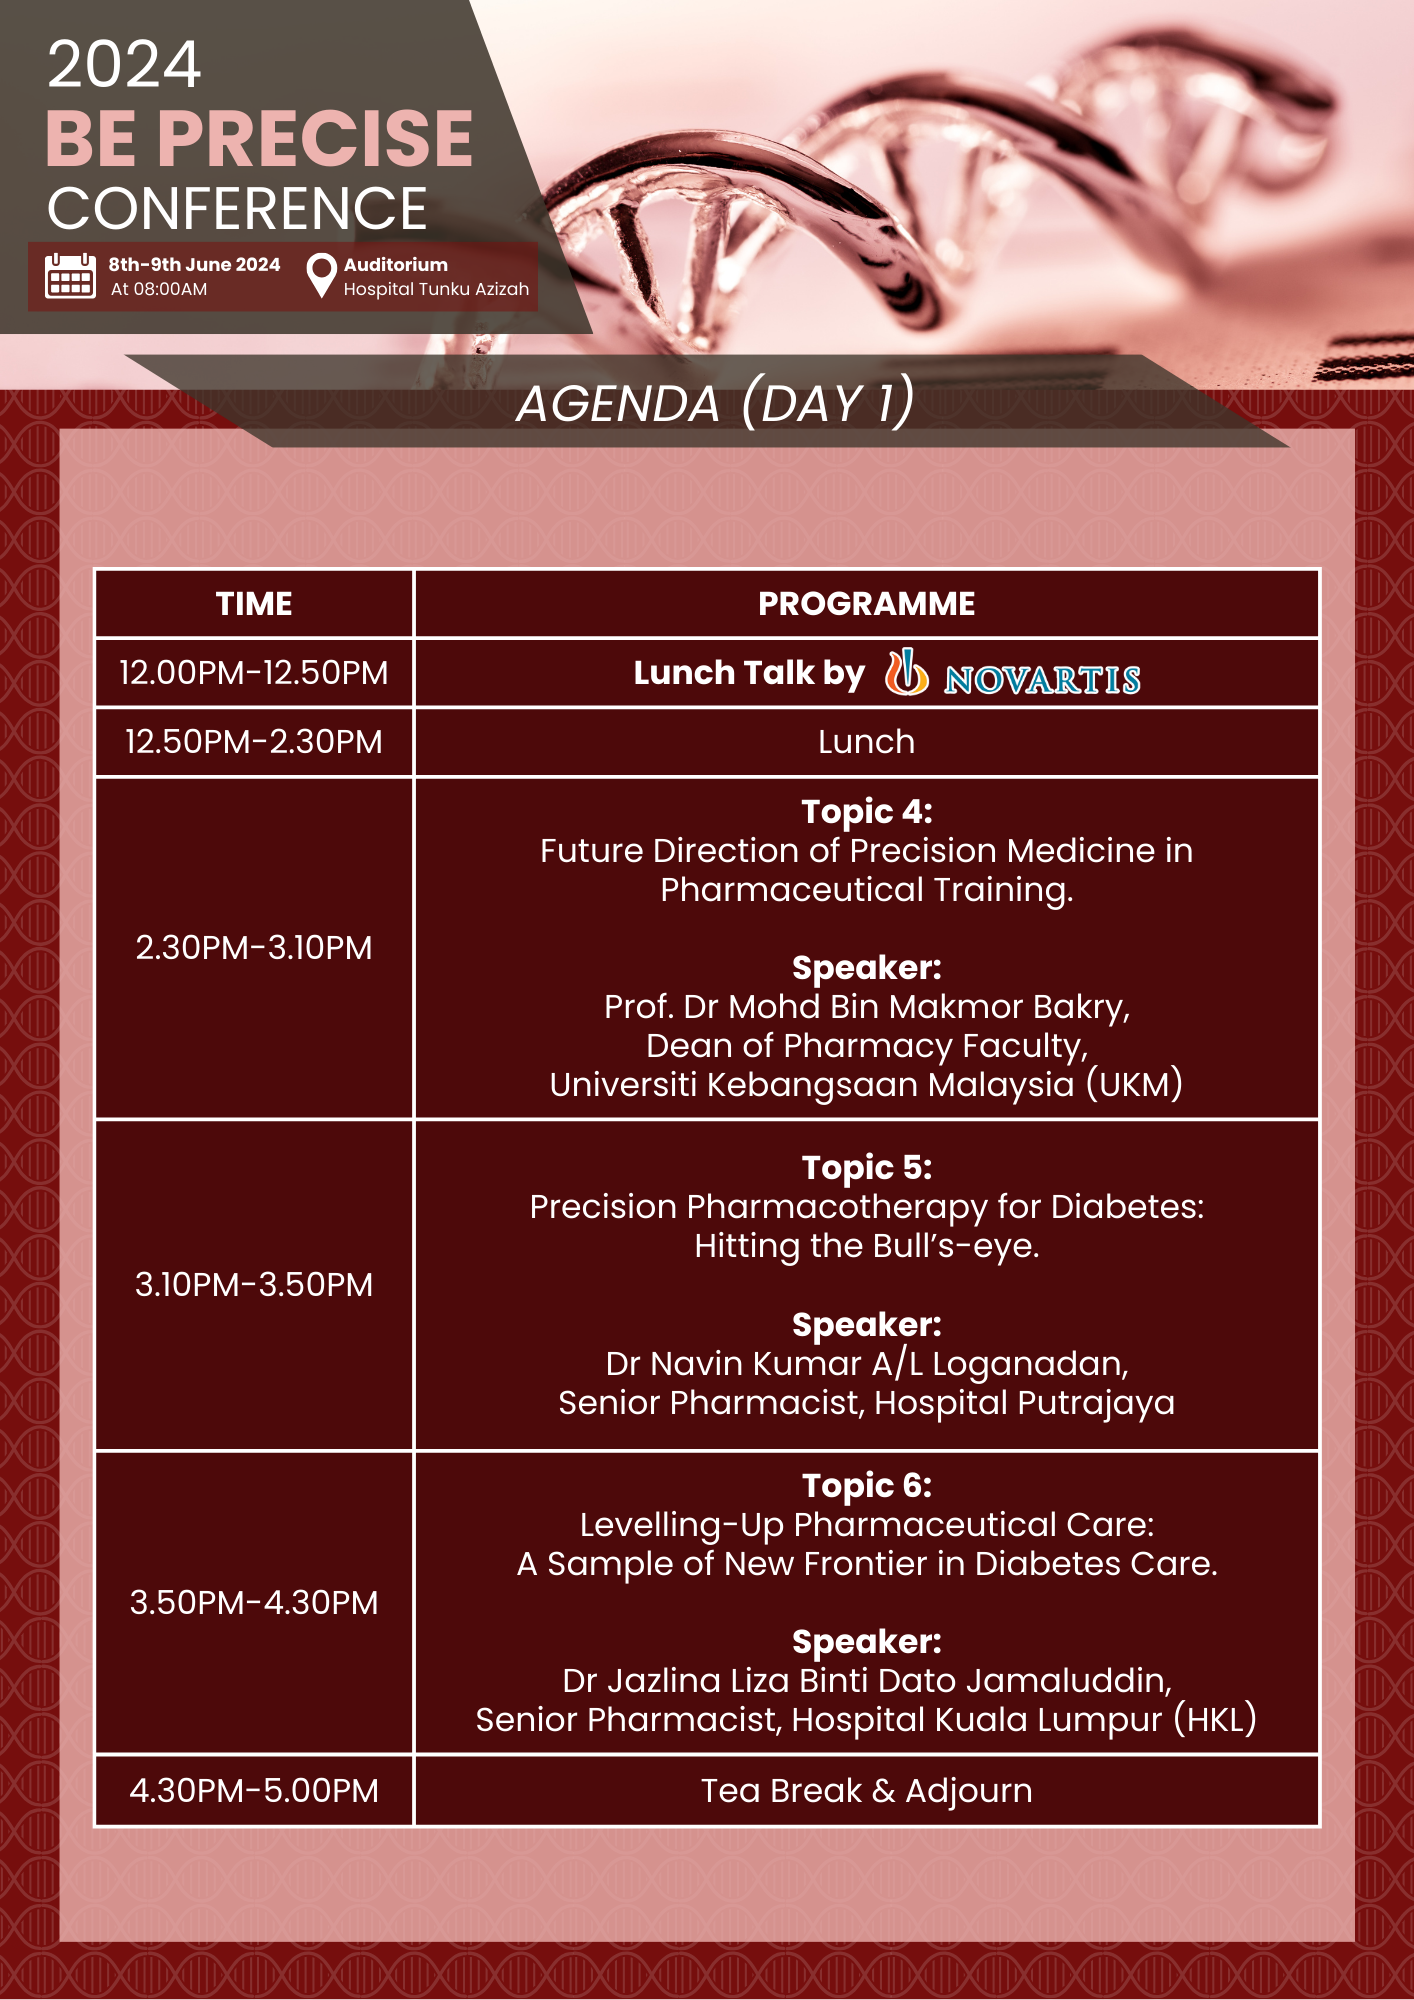 2024
BE PRECISE
CONFERENCE
8th-9th June 2024
At 08:00AM
Auditorium
Hospital Tunku Azizah
AGENDA (DAY 1)
TIME
PROGRAMME
12.00PM-12.50PM
Lunch Talk by NOVARTIS
12.50PM-2.30PM
Lunch
2.30PM-3.10PM
Topic 4:
Future Direction of Precision Medicine in
Pharmaceutical Training.
Speaker:
Prof. Dr Mohd Bin Makmor Bakry,
Dean of Pharmacy Faculty,
Universiti Kebangsaan Malaysia (UKM)
3.10PM-3.50PM
Topic 5:
Precision Pharmacotherapy for Diabetes:
Hitting the Bull’s-eye.
Speaker:
Dr Navin Kumar A/L Loganadan,
Senior Pharmacist, Hospital Putrajaya
3.50PM-4.30PM
Topic 6:
Levelling-Up Pharmaceutical Care:
A Sample of New Frontier in Diabetes Care.
Speaker:
Dr Jazlina Liza Binti Dato Jamaluddin,
Senior Pharmacist, Hospital Kuala Lumpur (HKL)
4.30PM-5.00PM
Tea Break & Adjourn